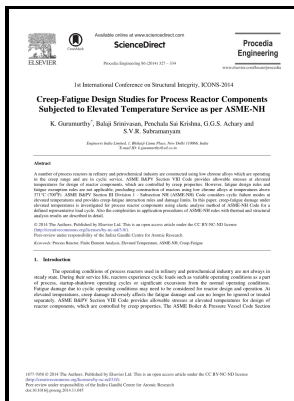 Available online at www.sciencedirect.com
ScienceDirect
Procedia Engineering 86 (2014) 327 – 334
Procedia
Engineering
www.elsevier.com/locate/procedia
ELSEVIER
CrossMark
1st International Conference on Structural Integrity, ICONS-2014
Creep-Fatigue Design Studies for Process Reactor Components
Subjected to Elevated Temperature Service as per ASME-NH
K. Gurumurthy*, Balaji Srinivasan, Penchala Sai Krishna, G.G.S. Achary and
S.V.R. Subramanyam
Engineers India Limited, 1, Bhikaiji Cama Place, New Delhi 110066, India
Abstract
A number of process reactors in refinery and petrochemical industry are constructed using low chrome alloys which are operating
in the creep range and are in cyclic service. ASME B&PV Section VIII Code provides allowable stresses at elevated
temperatures for design of reactor components, which are controlled by creep properties. However, fatigue design rules and
fatigue exemption rules are not applicable (precluding construction of reactors using low chrome alloys) at temperatures above
371°C (700°F). ASME B&PV Section III Division 1 – Subsection NH (ASME-NH) Code considers cyclic failure modes at
elevated temperatures and provides creep-fatigue interaction rules and damage limits. In this paper, creep-fatigue damage under
elevated temperatures is investigated for process reactor components using elastic analysis method of ASME-NH Code for a
defined representative load cycle. Also the complexities in application procedures of ASME-NH rules with thermal and structural
analysis results are described in detail.
© 2014 The Authors. Published by Elsevier Ltd. This is an open access article under the CC BY-NC-ND license
(http://creativecommons.org/licenses/by-nc-nd/3.0/).
Peer-review under responsibility of the Indira Gandhi Centre for Atomic Research
Keywords: Process Reactor, Finite Element Analysis, Elevated Temperature, ASME-NH, Creep-Fatigue
1. Introduction
The operating conditions of process reactors used in refinery and petrochemical industry are not always in
steady state. During their service life, reactors experience cyclic loads such as variable operating conditions as a part
of process, startup-shutdown operating cycles or significant excursions from the normal operating conditions.
Fatigue damage due to cyclic operating conditions may need to be considered for reactor design and operation. At
elevated temperatures, creep damage adversely affects the fatigue damage and can no longer be ignored or treated
separately. ASME B&PV Section VIII Code provides allowable stresses at elevated temperatures for design of
reactor components, which are controlled by creep properties. The ASME Boiler & Pressure Vessel Code Section
1877-7058 © 2014 The Authors. Published by Elsevier Ltd. This is an open access article under the CC BY-NC-ND license
(http://creativecommons.org/licenses/by-nc-nd/3.0/).
Peer-review under responsibility of the Indira Gandhi Centre for Atomic Research